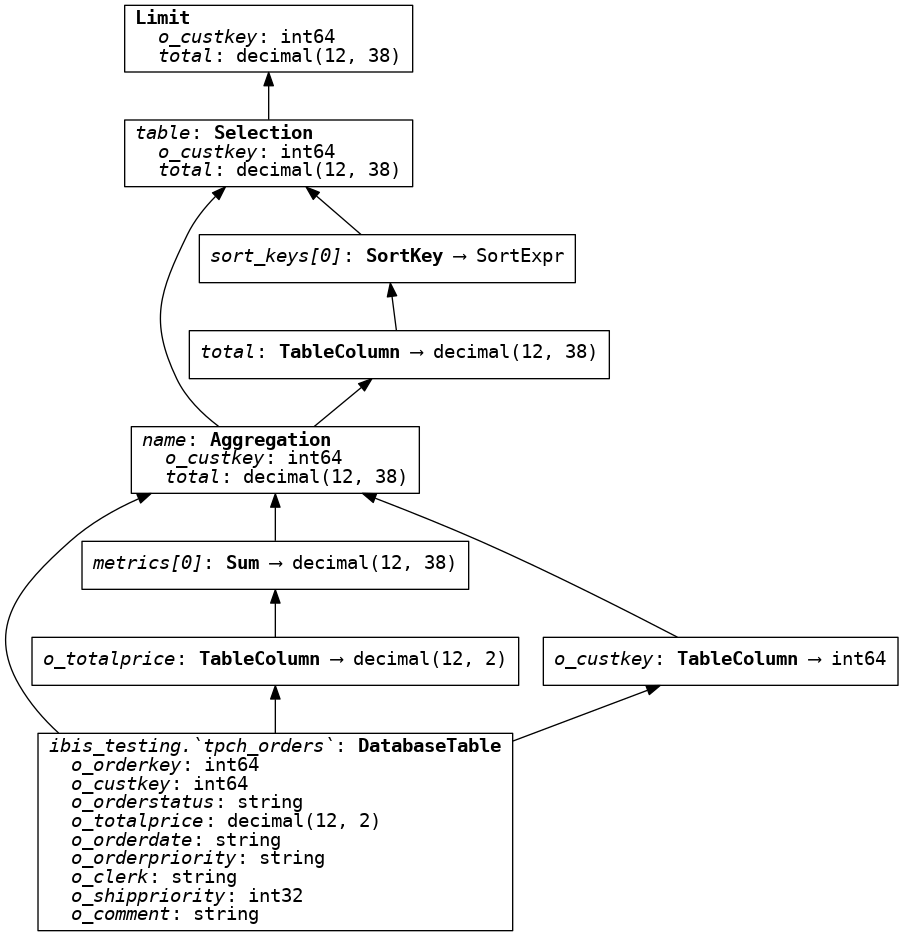 Limit
o_custkey: int64
total: decimal(12, 38)
table: Selection
o_custkey: int64
total: decimal(12, 38)
sort_keys[0]: SortKey → SortExpr
total: TableColumn → decimal(12, 38)
name: Aggregation
o_custkey: int64
total: decimal(12, 38)
metrics[0]: Sum → decimal(12, 38)
o_totalprice: TableColumn → decimal(12, 2)
o_custkey: TableColumn → int64
ibis_testing.`tpch_orders`: DatabaseTable
o_orderkey: int64
o_custkey: int64
o_orderstatus: string
o_totalprice: decimal(12, 2)
o_orderdate: string
o_orderpriority: string
o_clerk: string
o_shippriority: int32
o_comment: string